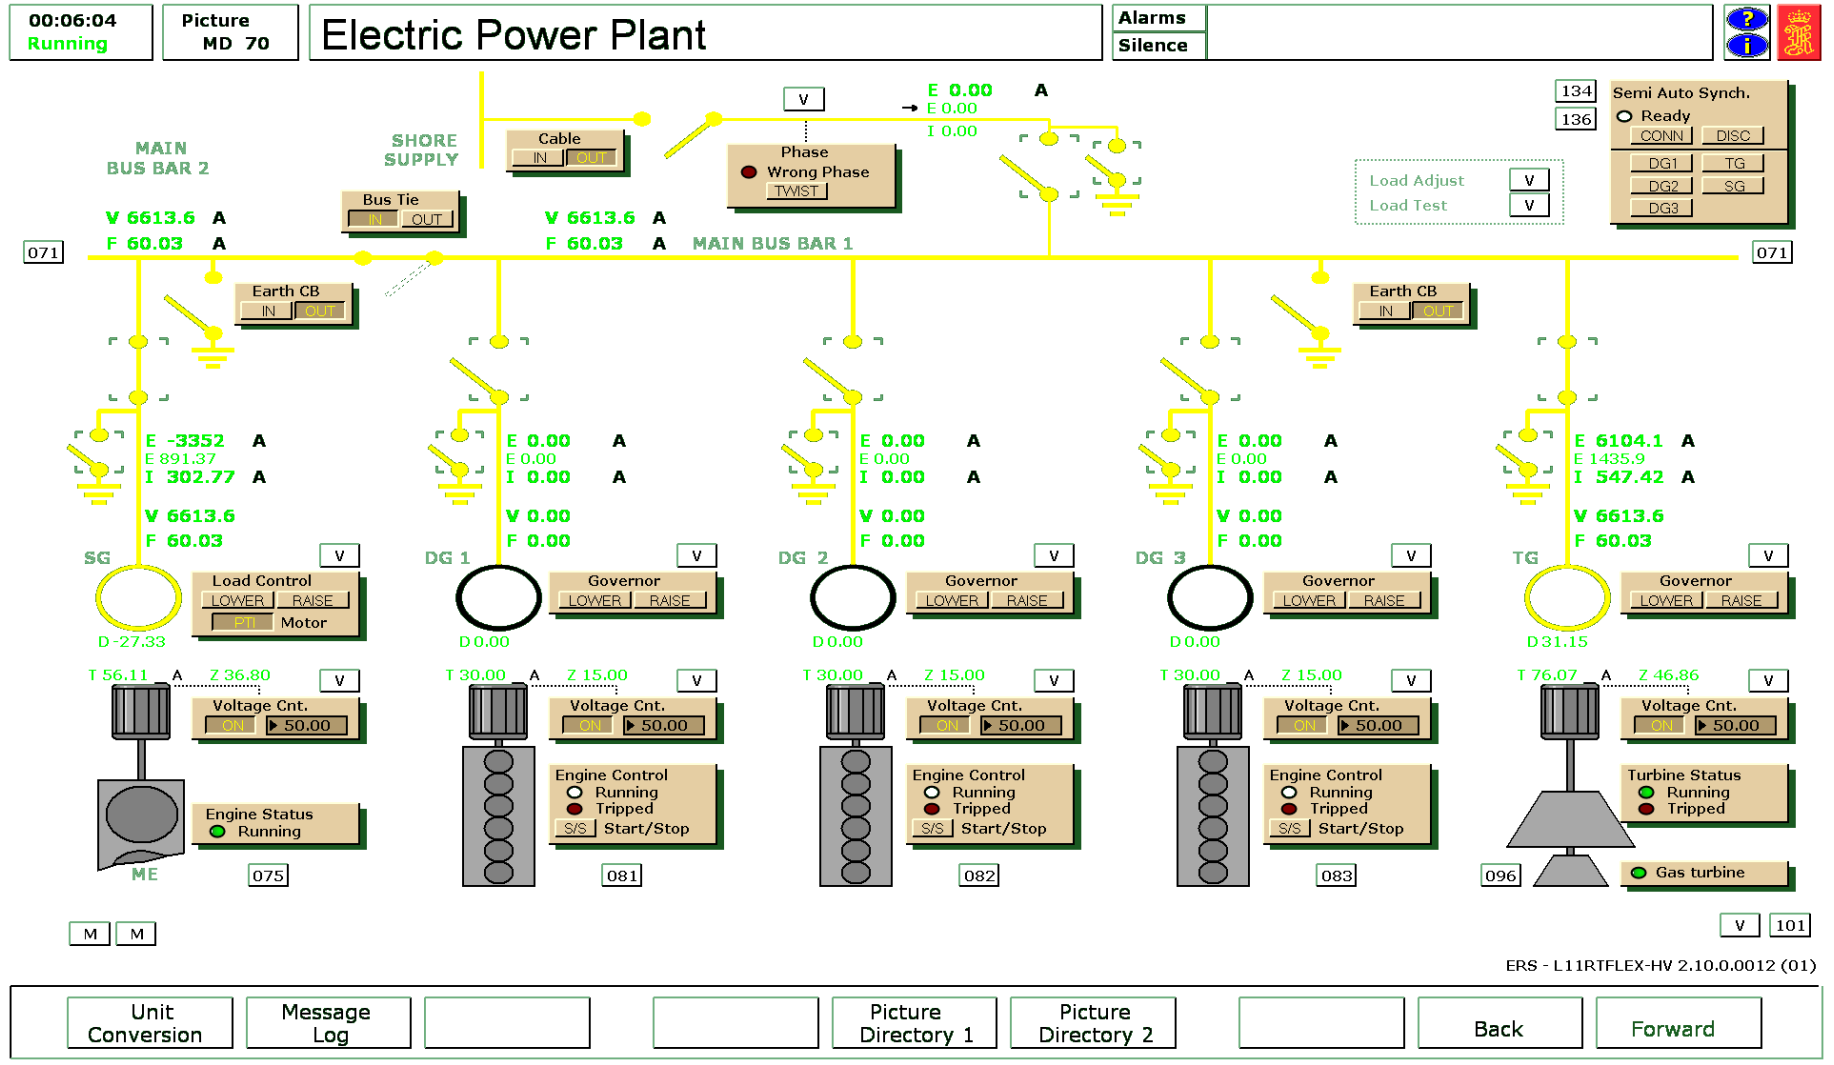 00:06:04
Running
Picture
MD 70
Electric Power Plant
Alarms
Silence
?
i
MAIN
BUS BAR 2
SHORE
SUPPLY
Cable
IN OUT
V
Phase
Wrong Phase
TWIST
E 0.00 A
E 0.00
I 0.00
134
136
Semi Auto Synch.
Ready
CONN DISC
DG1 TG
DG2 SG
DG3
Load Adjust V
Load Test V
Bus Tie
IN OUT
V 6613.6 A
F 60.03 A
V 6613.6 A
F 60.03 A
MAIN BUS BAR 1
071
071
Earth CB
IN OUT
Earth CB
IN OUT
E -3352 A
E 891.37
I 302.77 A
V 6613.6
F 60.03
E 0.00 A
E 0.00
I 0.00 A
V 0.00
F 0.00
E 0.00 A
E 0.00
I 0.00 A
V 0.00
F 0.00
E 0.00 A
E 0.00
I 0.00 A
V 0.00
F 0.00
E 6104.1 A
E 1435.9
I 547.42 A
V 6613.6
F 60.03
SG
V
Load Control
LOWER RAISE
PTI Motor
D -27.33
DG 1
V
Governor
LOWER RAISE
D 0.00
DG 2
V
Governor
LOWER RAISE
D 0.00
DG 3
V
Governor
LOWER RAISE
D 0.00
TG
V
Governor
LOWER RAISE
D 31.15
T 56.11 A Z 36.80 V
Voltage Cnt.
ON 50.00
T 30.00 A Z 15.00 V
Voltage Cnt.
ON 50.00
T 30.00 A Z 15.00 V
Voltage Cnt.
ON 50.00
T 30.00 A Z 15.00 V
Voltage Cnt.
ON 50.00
T 76.07 A Z 46.86 V
Voltage Cnt.
ON 50.00
Engine Status
Running
ME
075
Engine Control
Running
Tripped
S/S Start/Stop
081
Engine Control
Running
Tripped
S/S Start/Stop
082
Engine Control
Running
Tripped
S/S Start/Stop
083
Turbine Status
Running
Tripped
Gas turbine
096
M M
V 101
ERS - L11RTFLEX-HV 2.10.0.0012 (01)
Unit
Conversion
Message
Log
Picture
Directory 1
Picture
Directory 2
Back
Forward